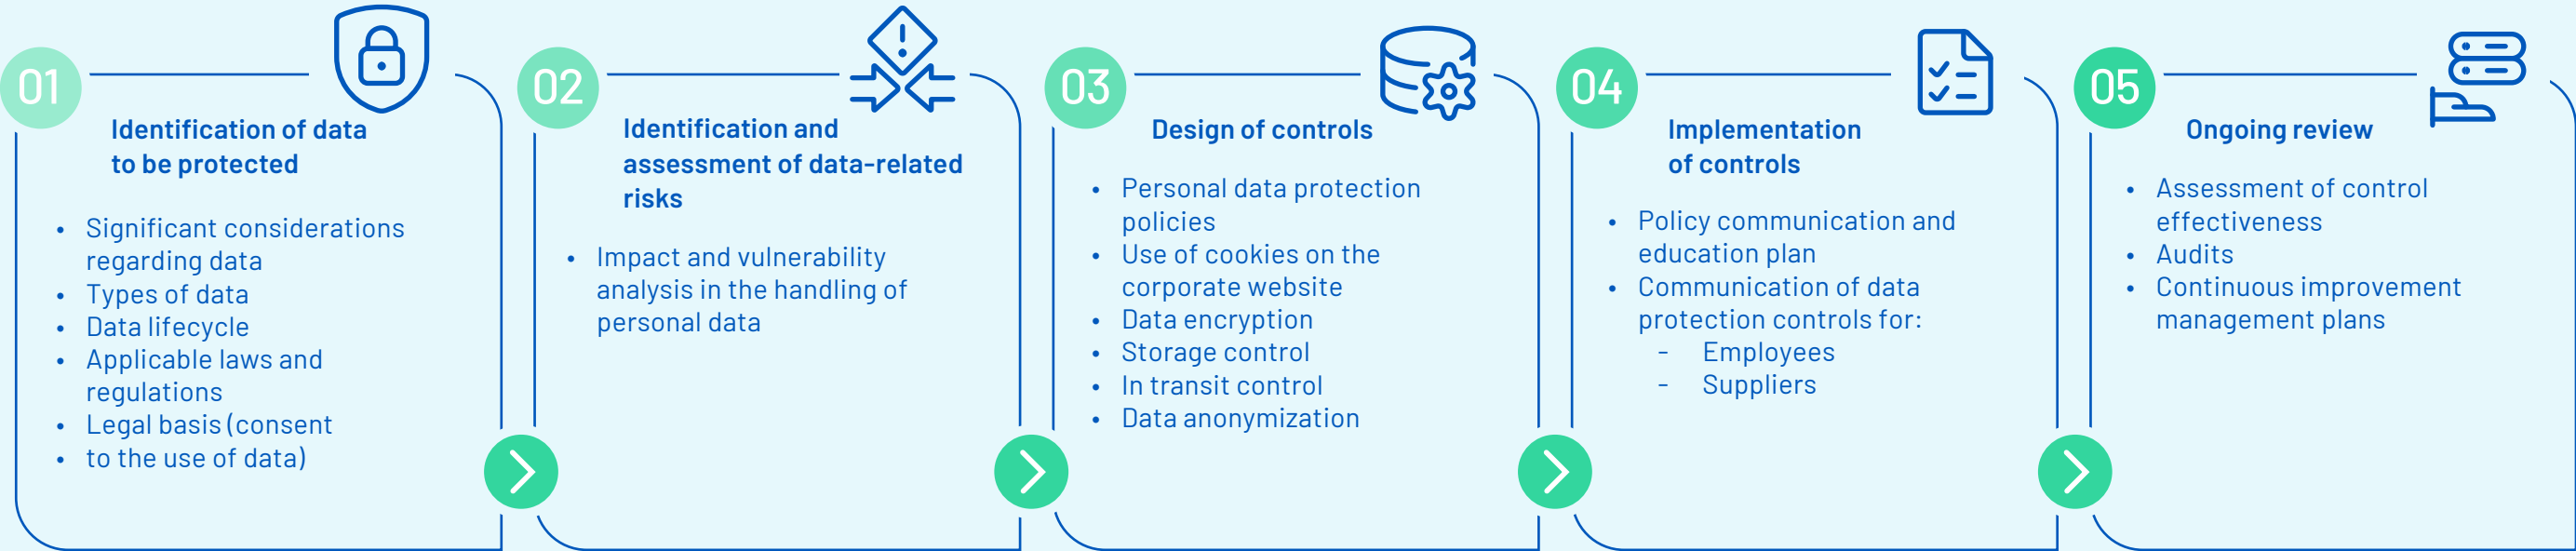 01
Identification of data
to be protected
• Significant considerations
regarding data
• Types of data
• Data lifecycle
• Applicable laws and
regulations
• Legal basis (consent
• to the use of data)
02
Identification and
assessment of data-related
risks
• Impact and vulnerability
analysis in the handling of
personal data
03
Design of controls
• Personal data protection
policies
• Use of cookies on the
corporate website
• Data encryption
• Storage control
• In transit control
• Data anonymization
04
Implementation
of controls
• Policy communication and
education plan
• Communication of data
protection controls for:
- Employees
- Suppliers
05
Ongoing review
• Assessment of control
effectiveness
• Audits
• Continuous improvement
management plans